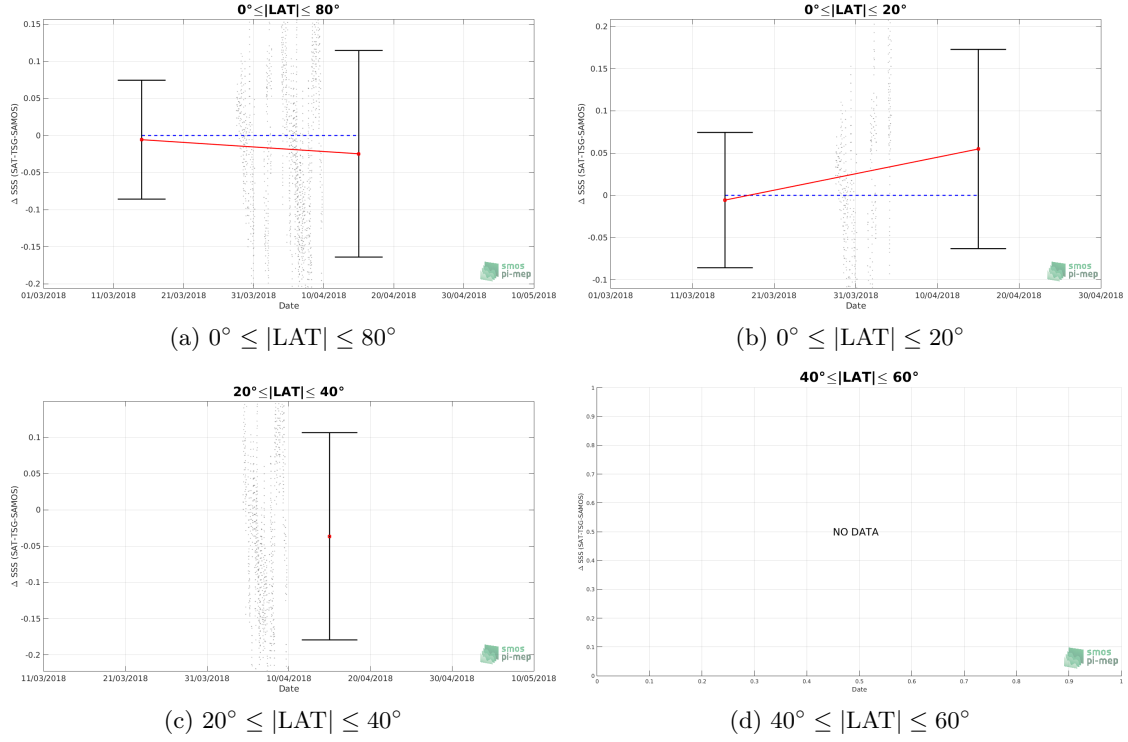 0°≤|LAT|≤ 80°
0.15
0.1
0.05
0
-0.05
-0.1
-0.15
-0.2
Δ SSS (SAT-TSG-SAMOS)
01/03/2018 11/03/2018 21/03/2018 31/03/2018 10/04/2018 20/04/2018 30/04/2018 10/05/2018
Date
smos
pi-mep
(a) 0° ≤ |LAT| ≤ 80°
0°≤|LAT|≤ 20°
0.2
0.15
0.1
0.05
0
-0.05
-0.1
Δ SSS (SAT-TSG-SAMOS)
01/03/2018 11/03/2018 21/03/2018 31/03/2018 10/04/2018 20/04/2018 30/04/2018
Date
smos
pi-mep
(b) 0° ≤ |LAT| ≤ 20°
20°≤|LAT|≤ 40°
0.1
0.05
0
-0.05
-0.1
-0.15
-0.2
Δ SSS (SAT-TSG-SAMOS)
11/03/2018 21/03/2018 31/03/2018 10/04/2018 20/04/2018 30/04/2018 10/05/2018
Date
smos
pi-mep
(c) 20° ≤ |LAT| ≤ 40°
40°≤|LAT|≤ 60°
1
0.9
0.8
0.7
0.6
0.5
0.4
0.3
0.2
0.1
0
Δ SSS (SAT-TSG-SAMOS)
NO DATA
0 0.1 0.2 0.3 0.4 0.5 0.6 0.7 0.8 0.9 1
Date
smos
pi-mep
(d) 40° ≤ |LAT| ≤ 60°